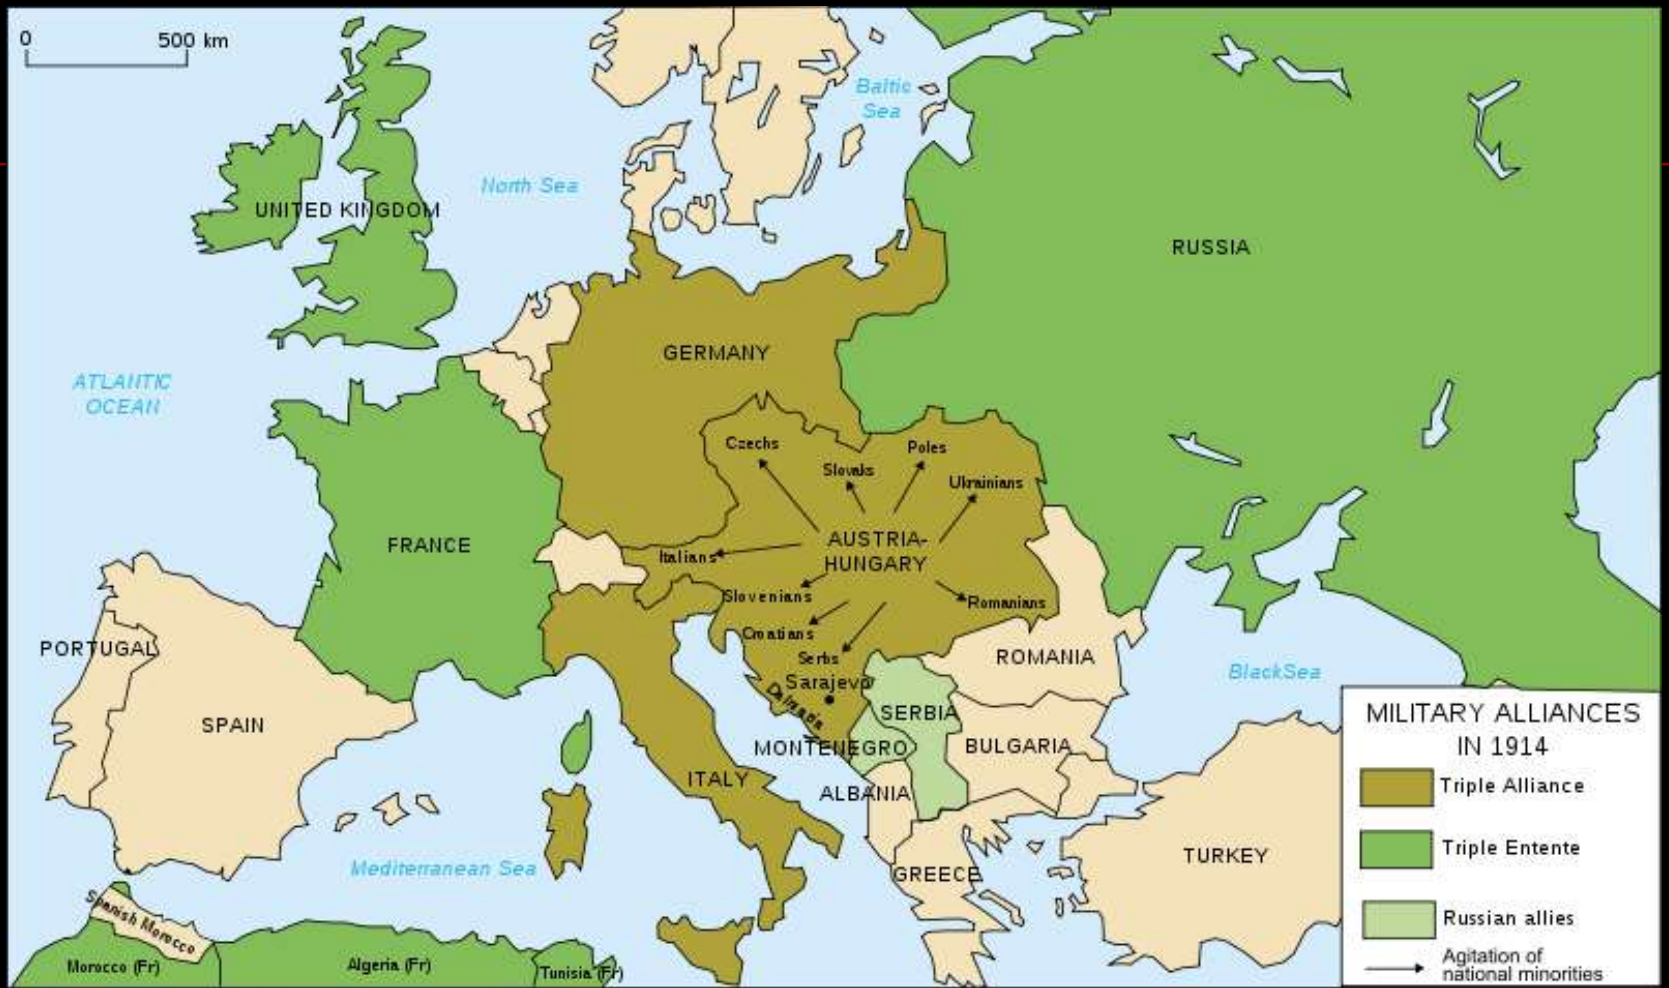 0 500 km
Baltic
Sea
North Sea
UNITED KINGDOM
RUSSIA
GERMANY
ATLANTIC
OCEAN
Czechs
Poles
Slovaks
Ukrainians
FRANCE
AUSTRIA-
HUNGARY
Italians
Slovenians
Romanians
Croatians
Serbs
PORTUGAL
ROMANIA
BlackSea
Sarajevo
Dalmatia
SERBIA
SPAIN
MONTENEGRO
BULGARIA
ITALY
ALBANIA
Mediterranean Sea
GREECE
TURKEY
Spanish Morocco
Morocco (Fr)
Algeria (Fr)
Tunisia (Fr)
MILITARY ALLIANCES
IN 1914
Triple Alliance
Triple Entente
Russian allies
Agitation of
national minorities